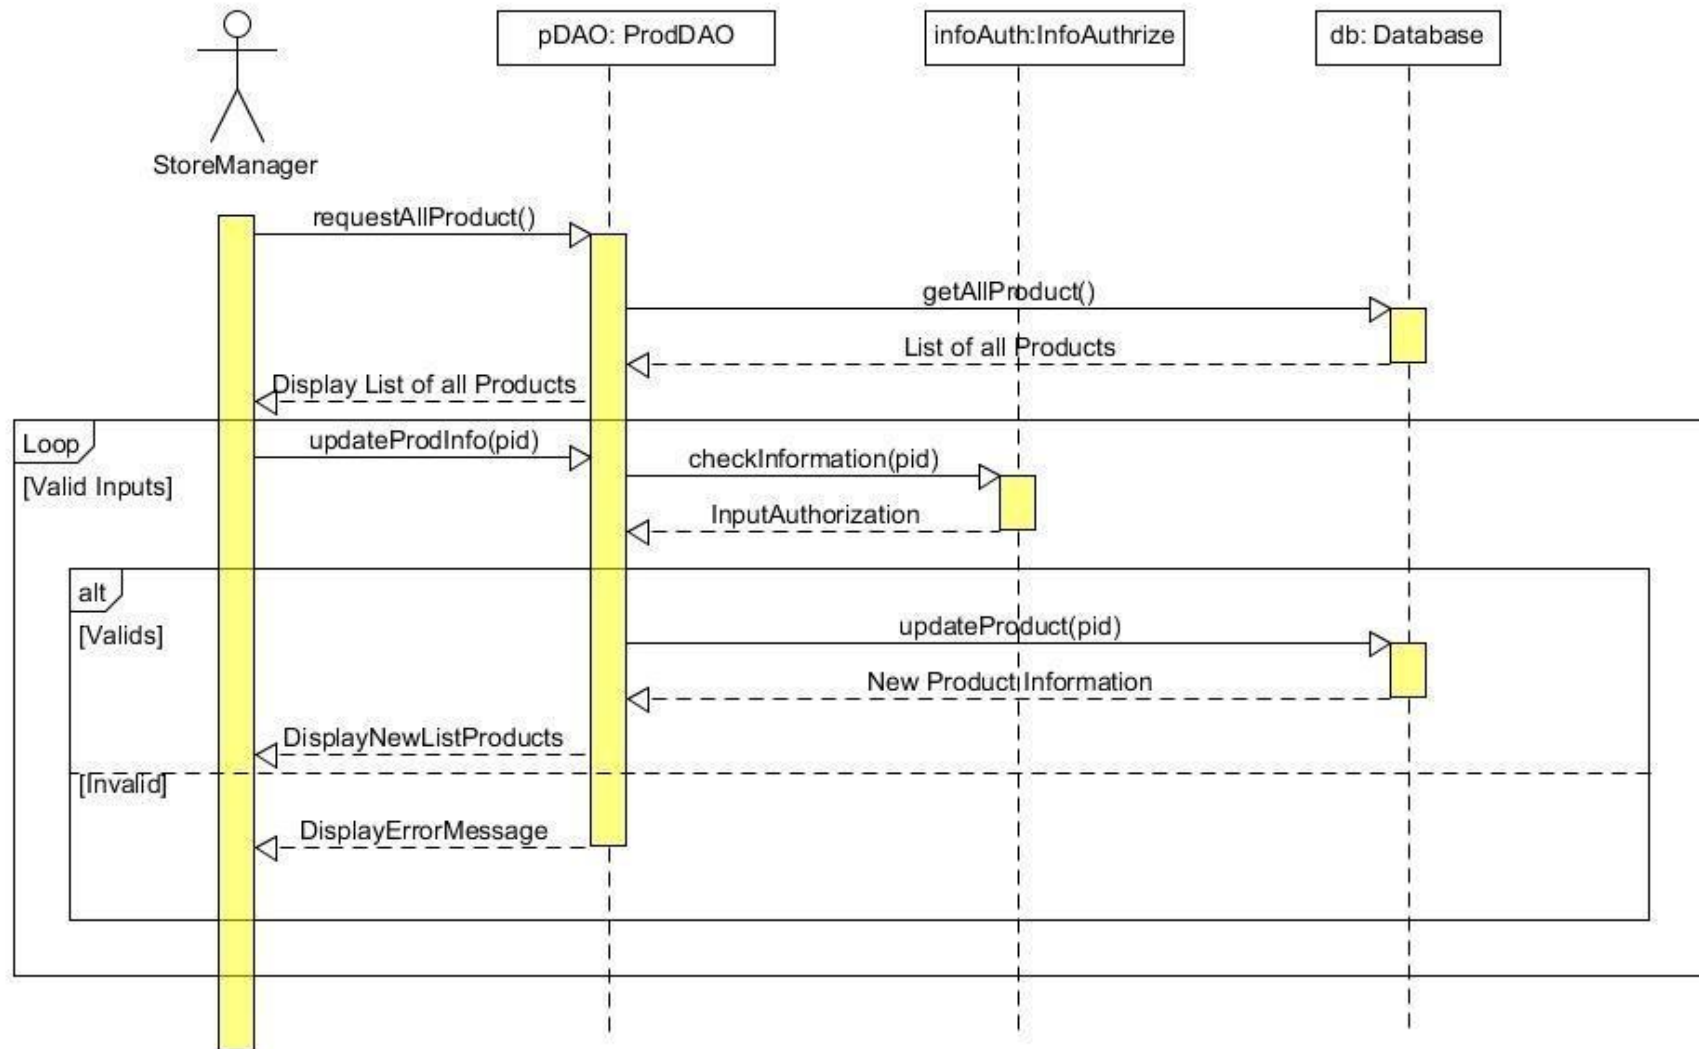 pDAO: ProdDAO
infoAuth:InfoAuthrize
db: Database
StoreManager
requestAllProduct()
getAllProduct()
List of all Products
Display List of all Products
Loop
updateProdInfo(pid)
checkInformation(pid)
[Valid Inputs]
InputAuthorization
alt
[Valids]
updateProduct(pid)
New Product Information
DisplayNewListProducts
[Invalid]
DisplayErrorMessage